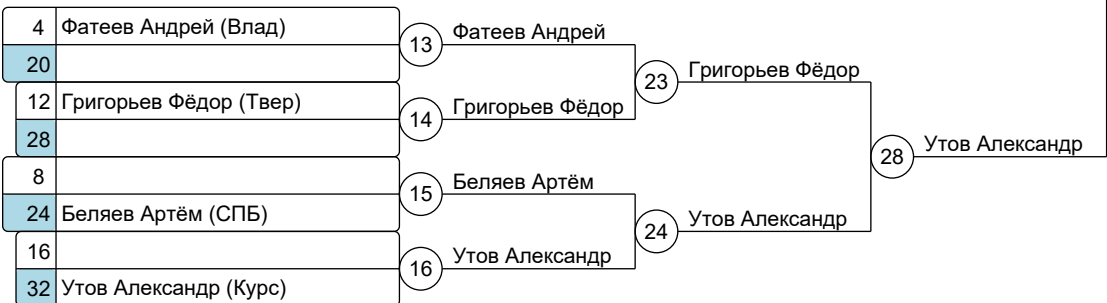 4 Фатеев Андрей (Влад)
20
12 Григорьев Фёдор (Твер)
28
8
24 Беляев Артём (СПБ)
16
32 Утов Александр (Курс)
13 Фатеев Андрей
14 Григорьев Фёдор
15 Беляев Артём
16 Утов Александр
23 Григорьев Фёдор
24 Утов Александр
28 Утов Александр